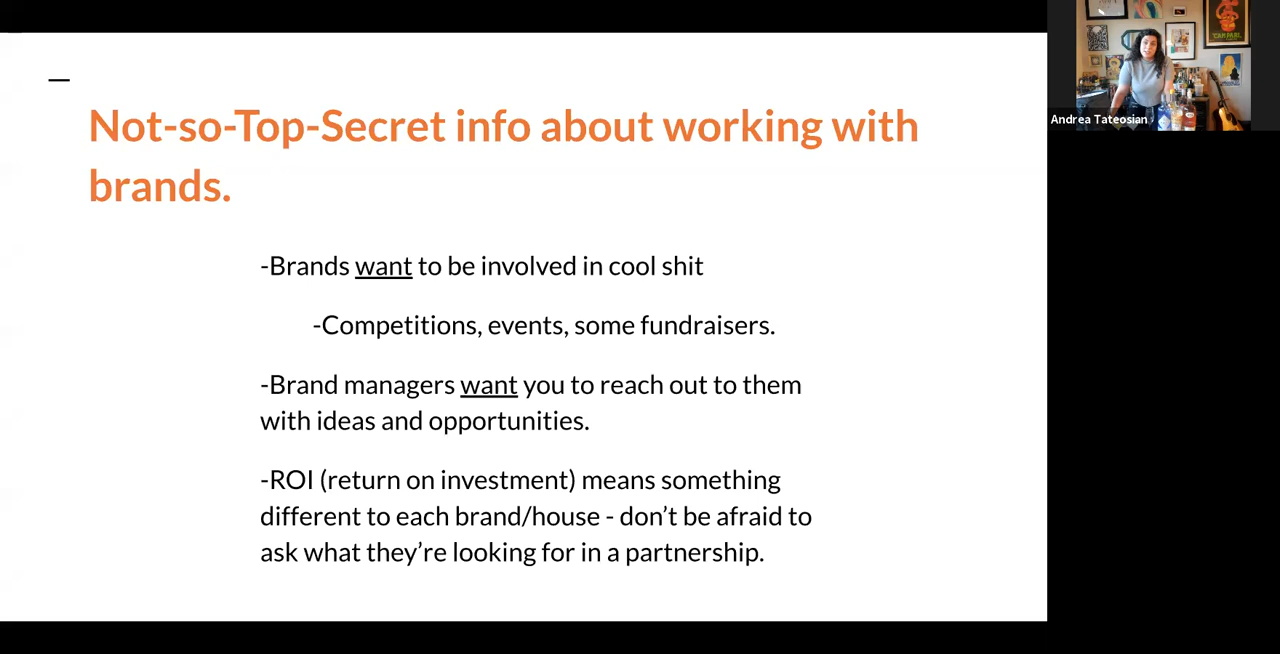 Not-so-Top-Secret info about working with
brands.
-Brands want to be involved in cool shit
-Competitions, events, some fundraisers.
-Brand managers want you to reach out to them
with ideas and opportunities.
-ROI (return on investment) means something
different to each brand/house - don’t be afraid to
ask what they’re looking for in a partnership.
CAMPARI
Andrea Tateosian